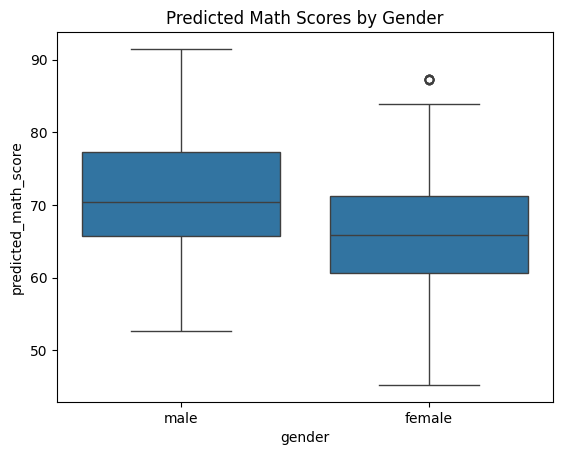 Predicted Math Scores by Gender
predicted_math_score
90
80
70
60
50
male
female
gender